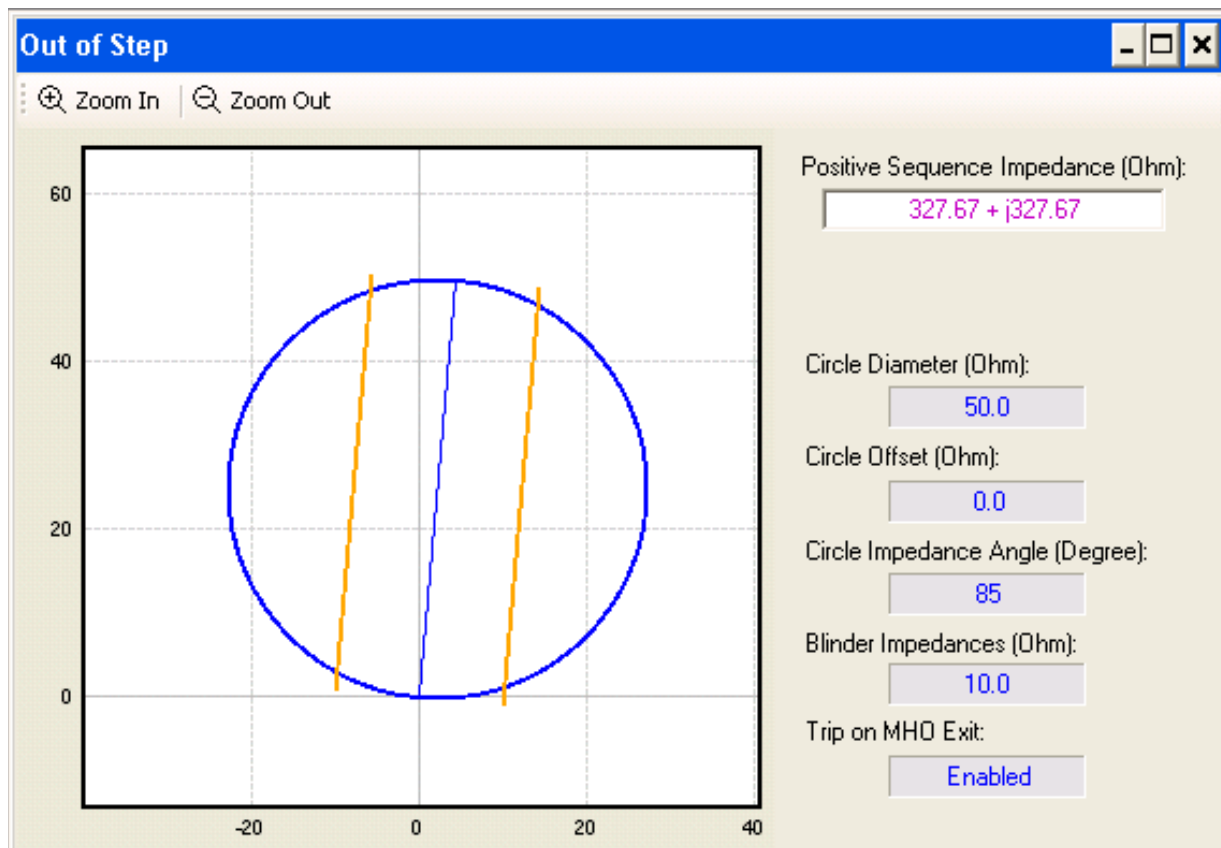 Out of Step
Zoom In Zoom Out
60
40
20
0
-20 0 20 40
Positive Sequence Impedance (Ohm):
327.67 + j327.67
Circle Diameter (Ohm):
50.0
Circle Offset (Ohm):
0.0
Circle Impedance Angle (Degree):
85
Blinder Impedances (Ohm):
10.0
Trip on MHO Exit:
Enabled